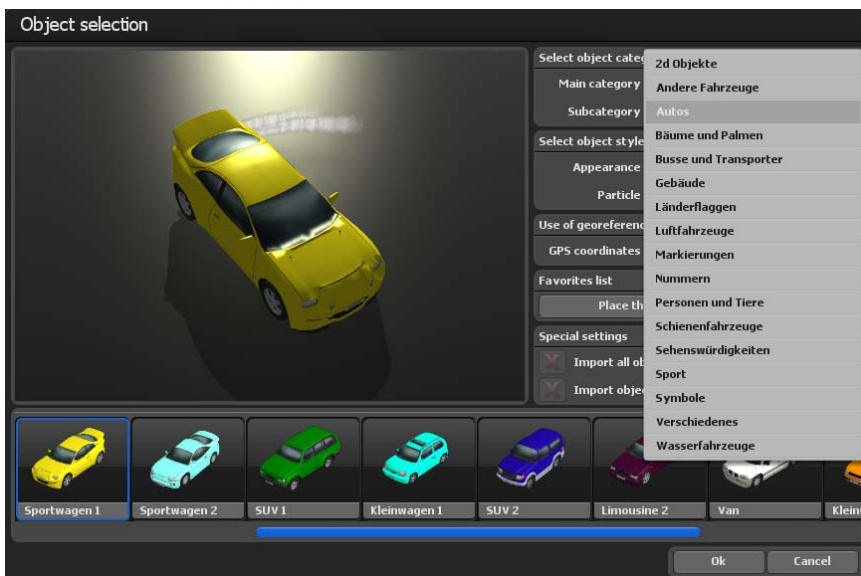 Object selection
Select object categ
Main category
Subcategory
Select object style
Appearance
Particle
Use of georeferenc
GPS coordinates
Favorites list
Place th
Special settings
Import all ob
Import objec
2d Objekte
Andere Fahrzeuge
Autos
Bäume und Palmen
Busse und Transporter
Gebäude
Länderflaggen
Luftfahrzeuge
Markierungen
Nummern
Personen und Tiere
Schienenfahrzeuge
Sehenswürdigkeiten
Sport
Symbole
Verschiedenes
Wasserfahrzeuge
Sportwagen 1
Sportwagen 2
SUV 1
Kleinwagen 1
SUV 2
Limousine 2
Van
Klein
Ok
Cancel